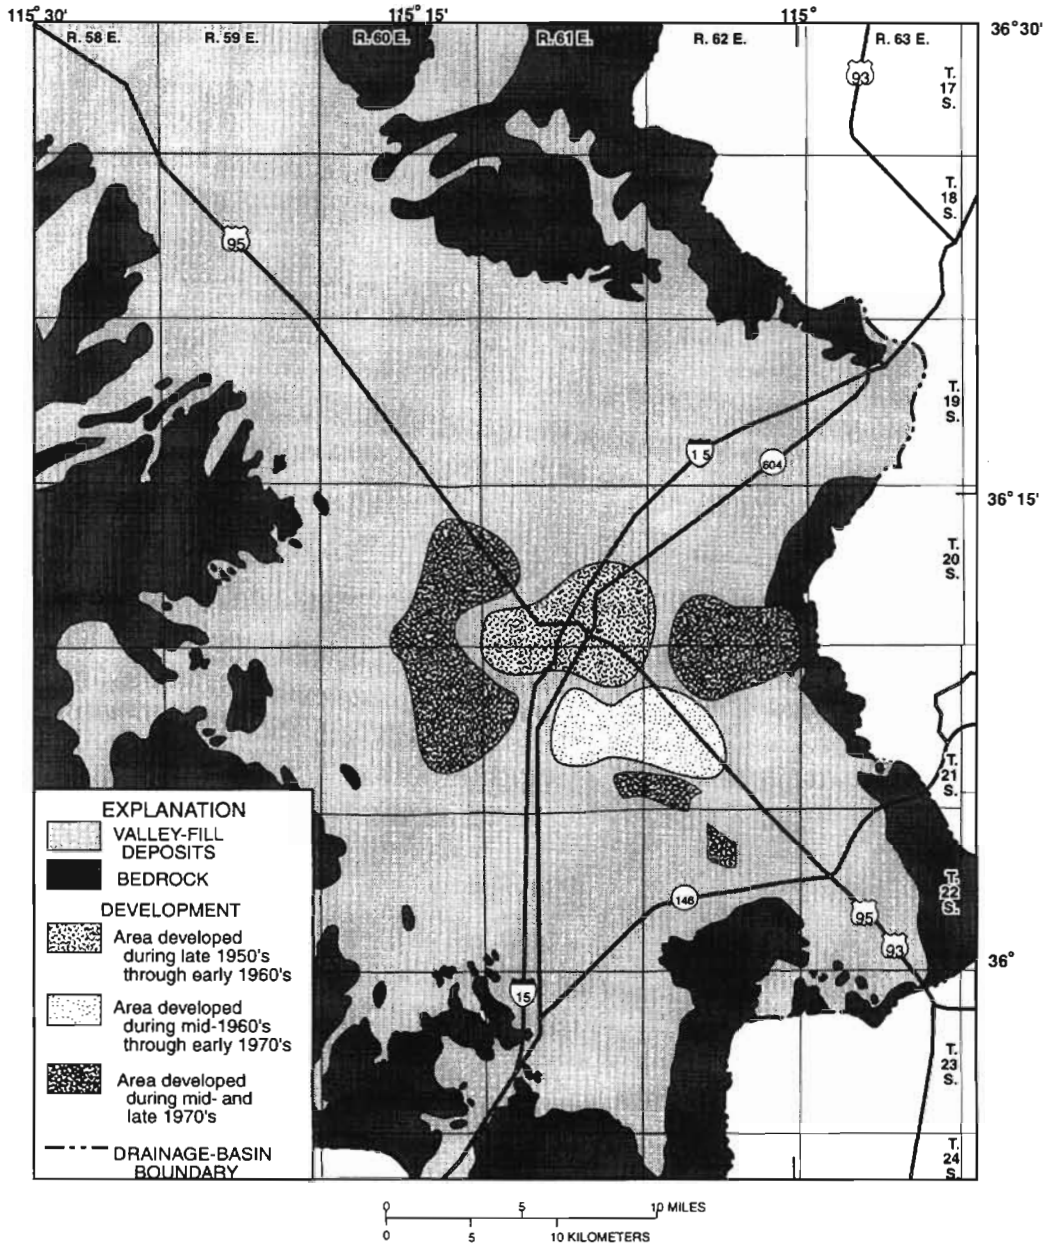 115° 30'
115° 15'
115°
36° 30'
R. 58 E.
R. 59 E.
R. 60 E.
R. 61 E.
R. 62 E.
R. 63 E.
93
T.
17
S.
T.
18
S.
95
T.
19
S.
15
604
36° 15'
T.
20
S.
T.
21
S.
EXPLANATION
VALLEY-FILL
DEPOSITS
BEDROCK
DEVELOPMENT
Area developed
during late 1950's
through early 1960's
Area developed
during mid-1960's
through early 1970's
Area developed
during mid- and
late 1970's
DRAINAGE-BASIN
BOUNDARY
T.
22
S.
146
95
93
36°
15
T.
23
S.
T.
24
S
0 5 10 MILES
0 5 10 KILOMETERS